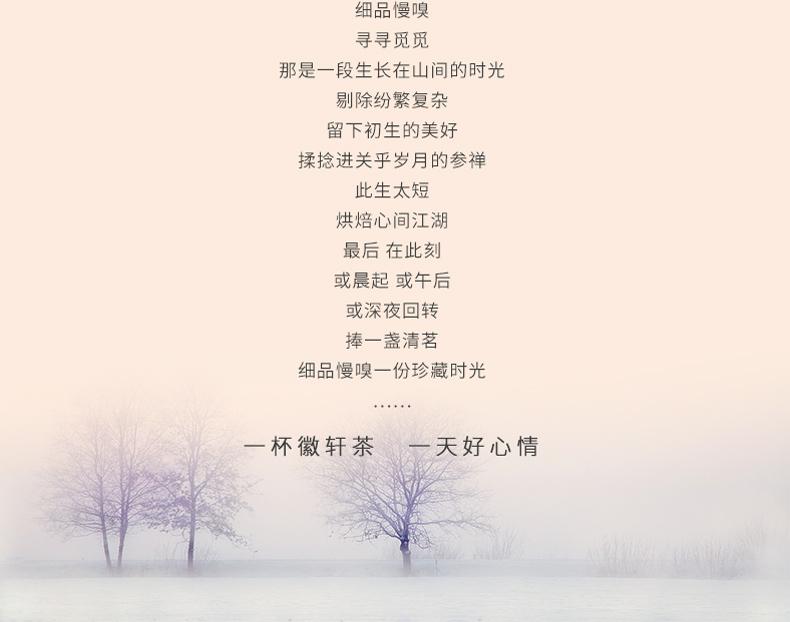 细品慢嗅
寻寻觅觅
那是一段生长在山间的时光
剔除纷繁复杂
留下初生的美好
揉捻进关乎岁月的参禅
此生太短
烘焙心间江湖
最后 在此刻
或晨起 或午后
或深夜回转
捧一盏清茗
细品慢嗅一份珍藏时光
……
一杯徽轩茶 一天好心情